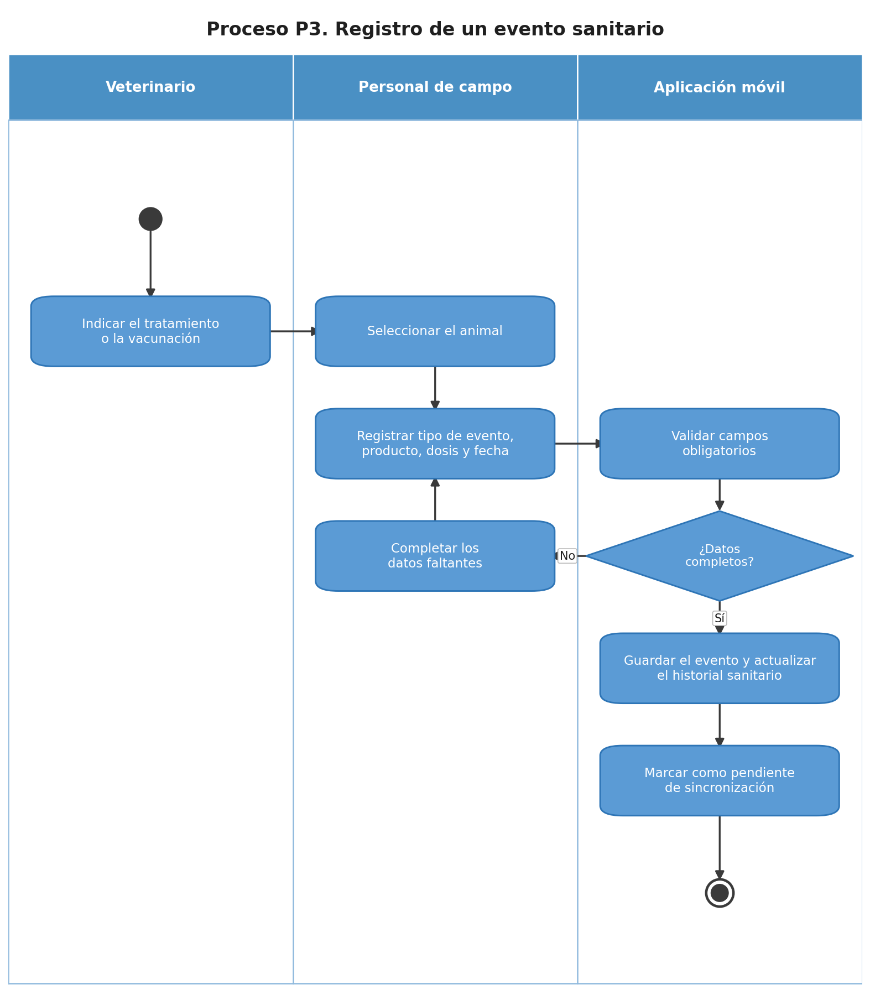 Proceso P3. Registro de un evento sanitario
Veterinario
Personal de campo
Aplicación móvil
Indicar el tratamiento
o la vacunación
Seleccionar el animal
Registrar tipo de evento,
producto, dosis y fecha
Validar campos
obligatorios
Completar los
datos faltantes
No
¿Datos
completos?
Sí
Guardar el evento y actualizar
el historial sanitario
Marcar como pendiente
de sincronización